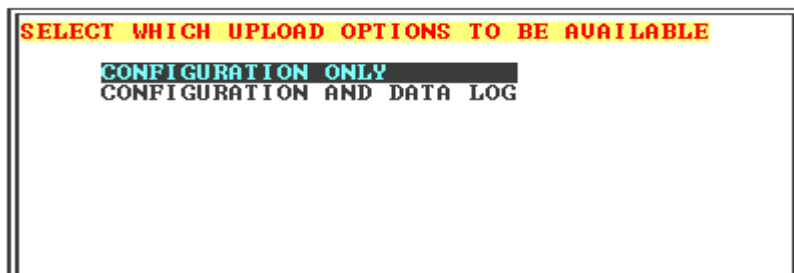 SELECT WHICH UPLOAD OPTIONS TO BE AVAILABLE
CONFIGURATION ONLY
CONFIGURATION AND DATA LOG